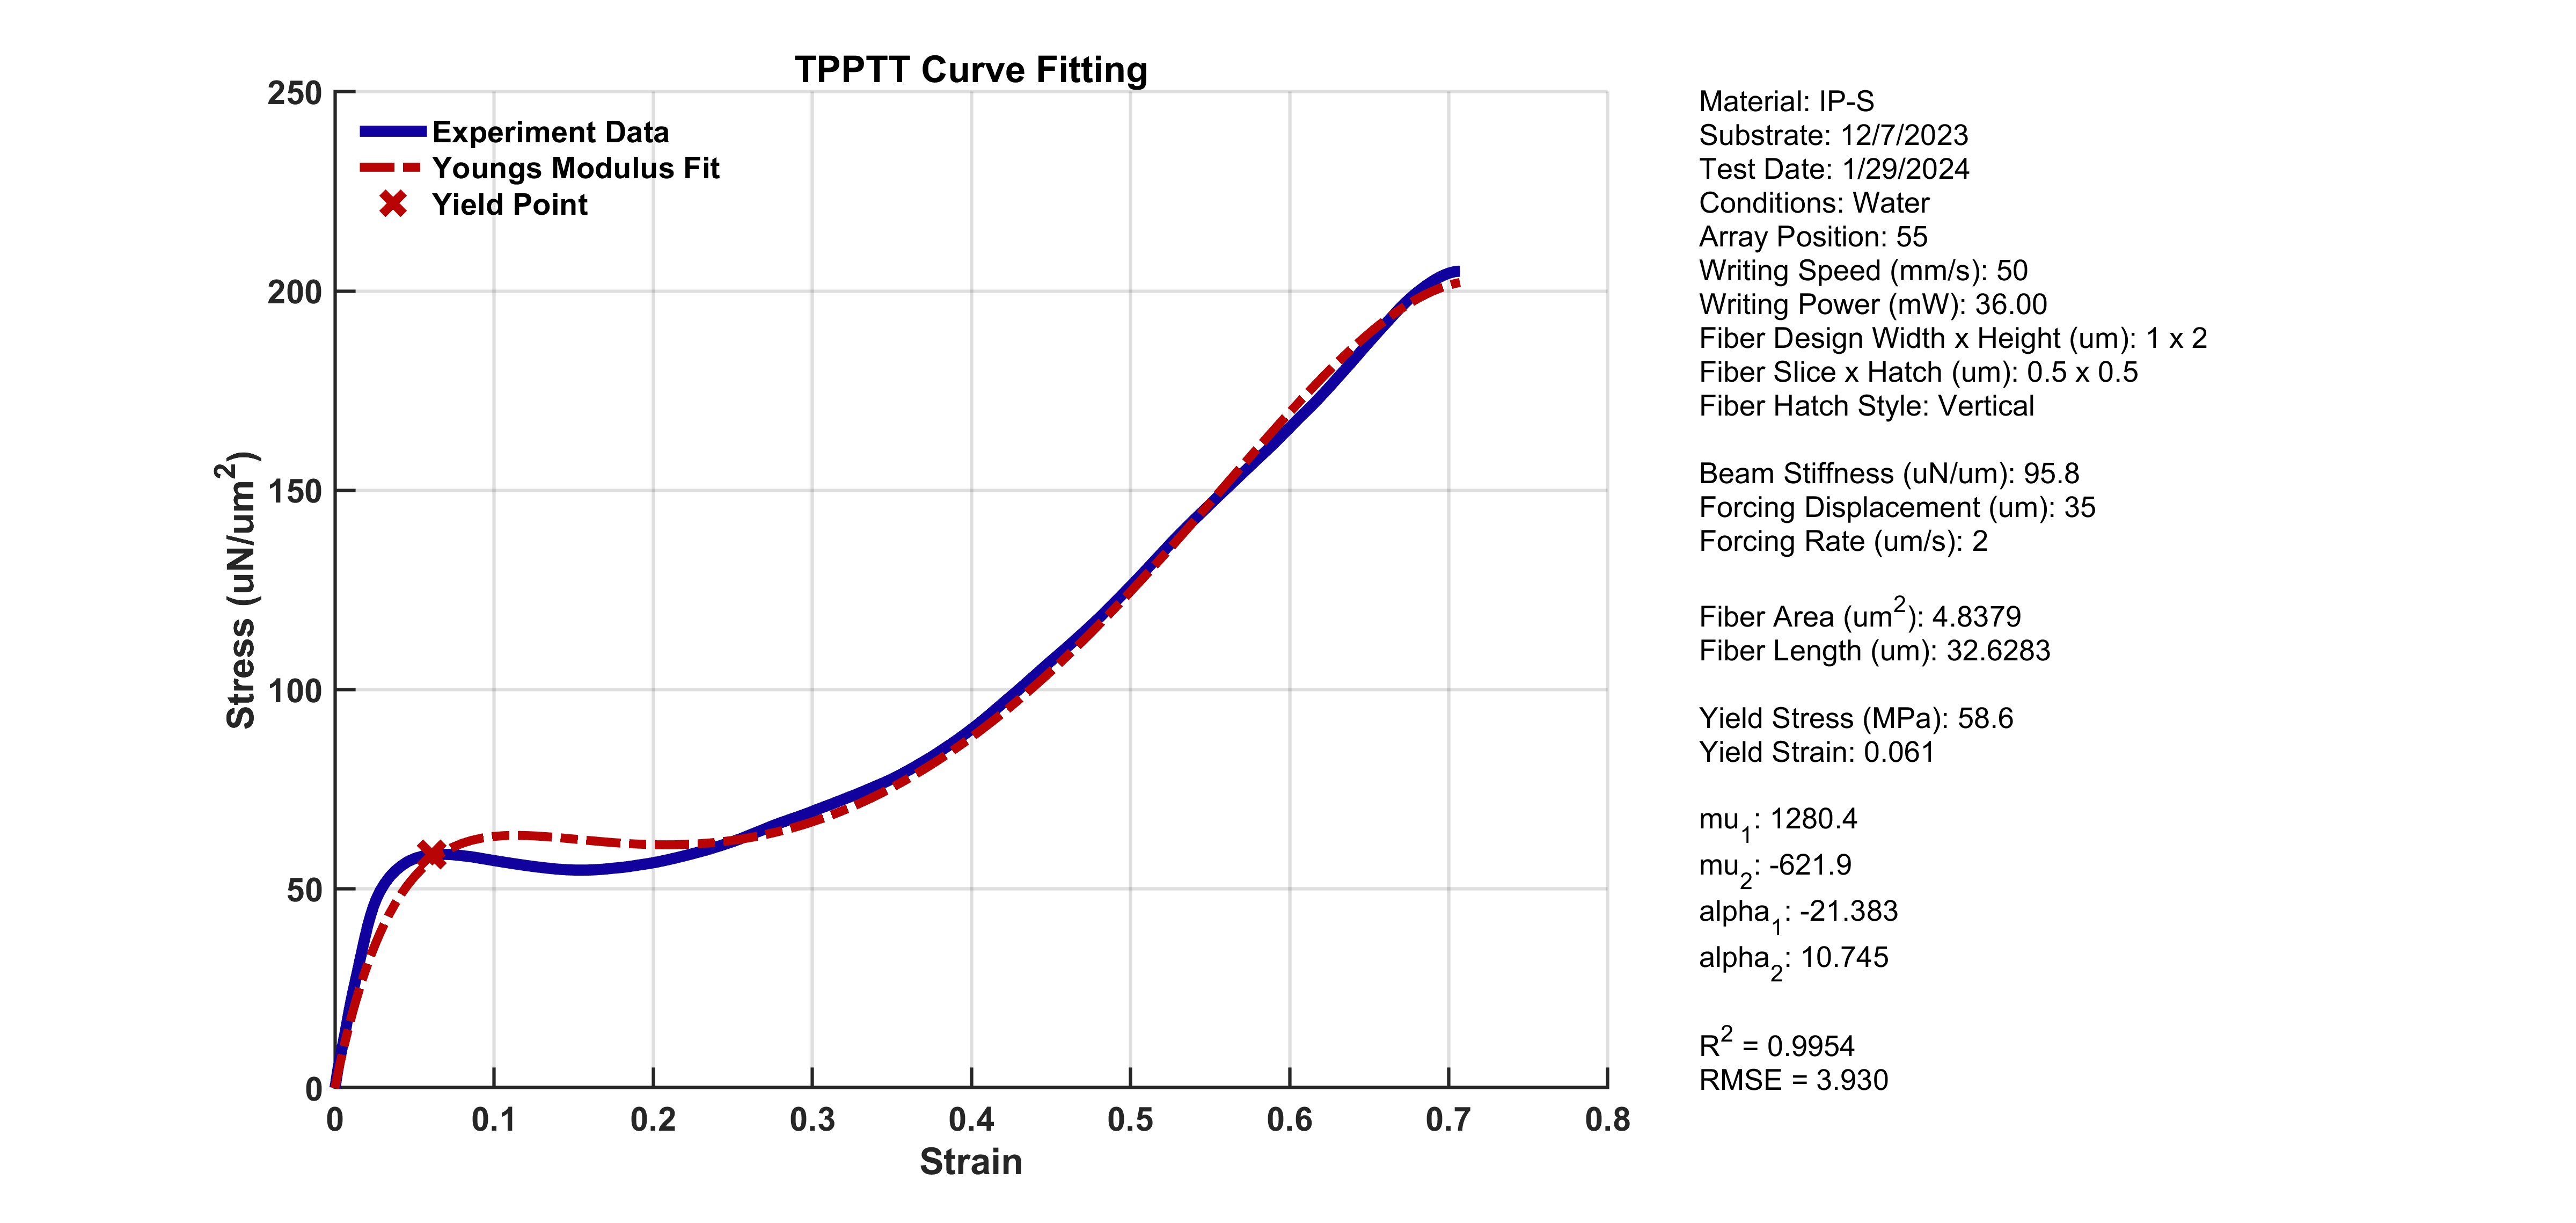 TPPTT Curve Fitting
250
200
150
100
50
0
Stress (uN/um²)
Experiment Data
Youngs Modulus Fit
Yield Point
0 0.1 0.2 0.3 0.4 0.5 0.6 0.7 0.8
Strain
Material: IP-S
Substrate: 12/7/2023
Test Date: 1/29/2024
Conditions: Water
Array Position: 55
Writing Speed (mm/s): 50
Writing Power (mW): 36.00
Fiber Design Width x Height (um): 1 x 2
Fiber Slice x Hatch (um): 0.5 x 0.5
Fiber Hatch Style: Vertical
Beam Stiffness (uN/um): 95.8
Forcing Displacement (um): 35
Forcing Rate (um/s): 2
Fiber Area (um²): 4.8379
Fiber Length (um): 32.6283
Yield Stress (MPa): 58.6
Yield Strain: 0.061
mu₁: 1280.4
mu₂: -621.9
alpha₁: -21.383
alpha₂: 10.745
R² = 0.9954
RMSE = 3.930